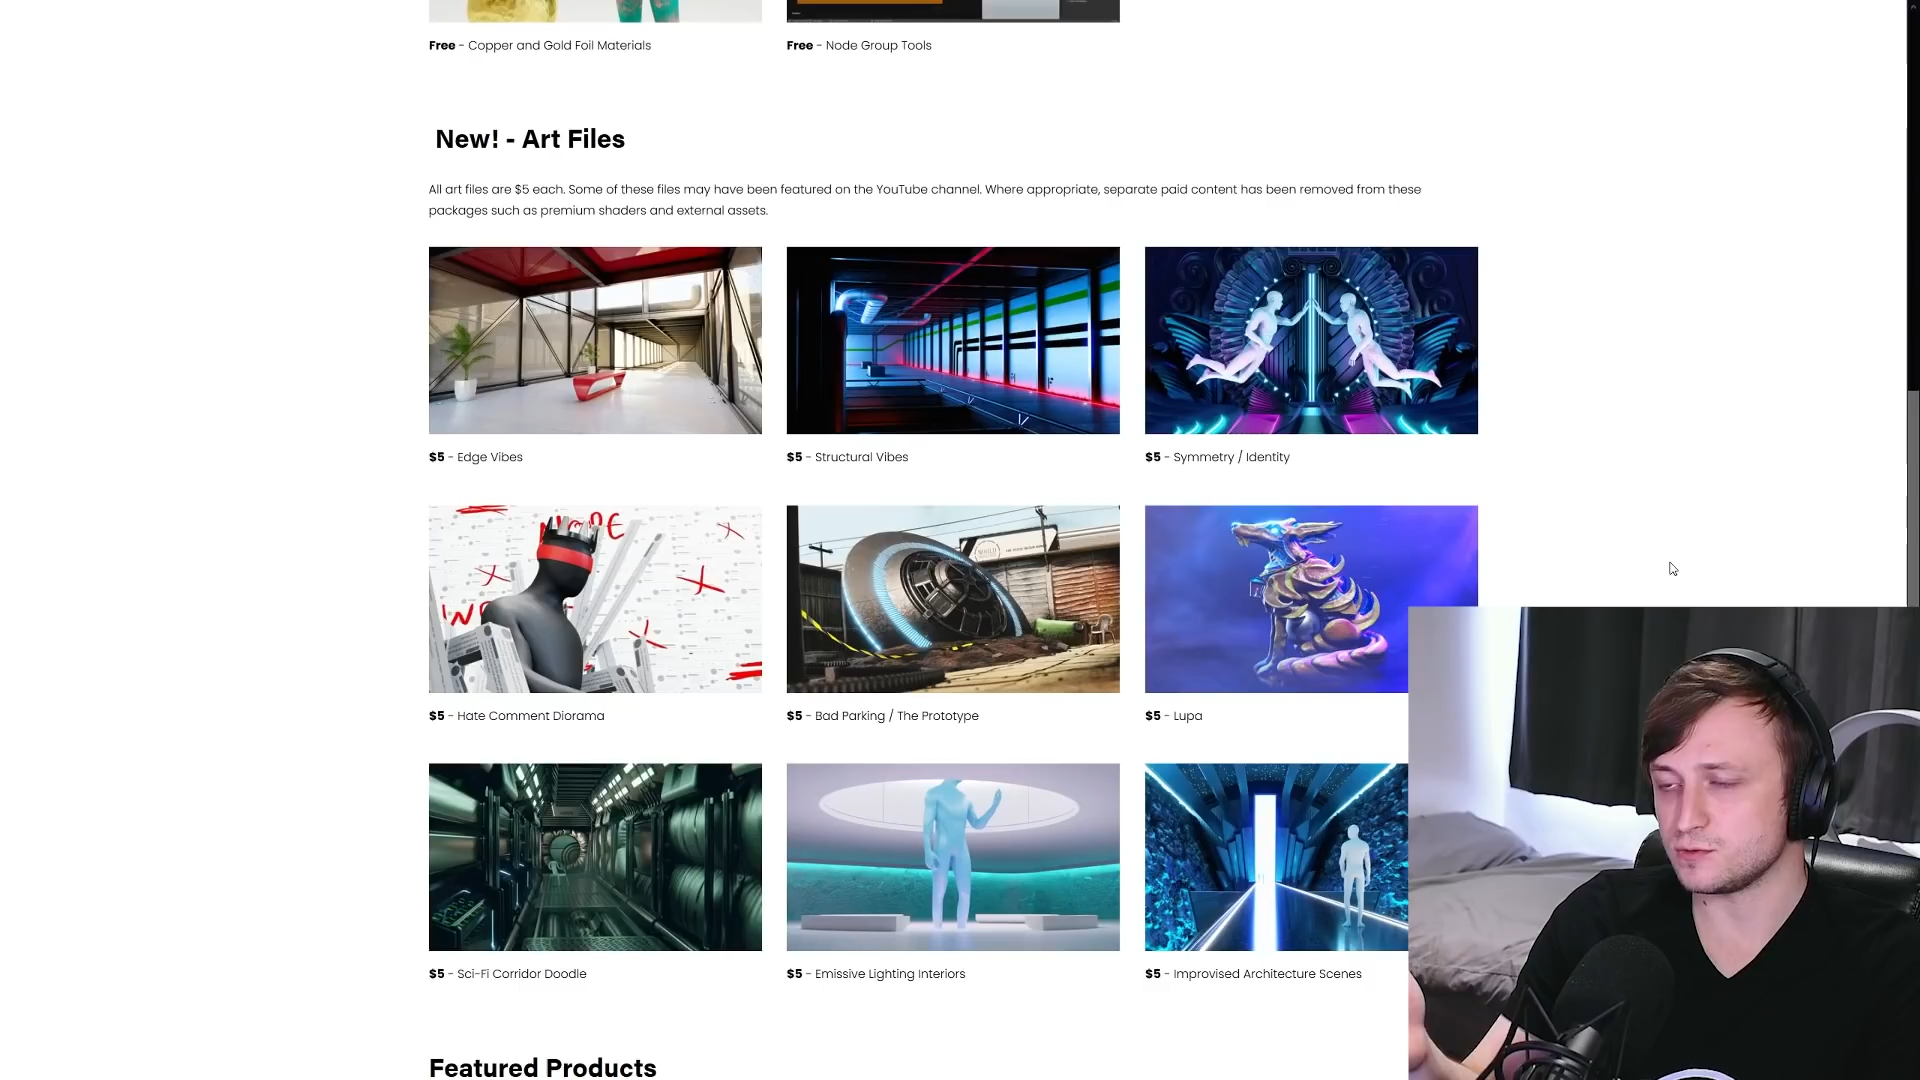 Free - Copper and Gold Foil Materials
Free - Node Group Tools
New! - Art Files
All art files are $5 each. Some of these files may have been featured on the YouTube channel. Where appropriate, separate paid content has been removed from these
packages such as premium shaders and external assets.
$5 - Edge Vibes
$5 - Structural Vibes
$5 - Symmetry / Identity
$5 - Hate Comment Diorama
$5 - Bad Parking / The Prototype
$5 - Lupa
$5 - Sci-Fi Corridor Doodle
$5 - Emissive Lighting Interiors
$5 - Improvised Architecture Scenes
Featured Products